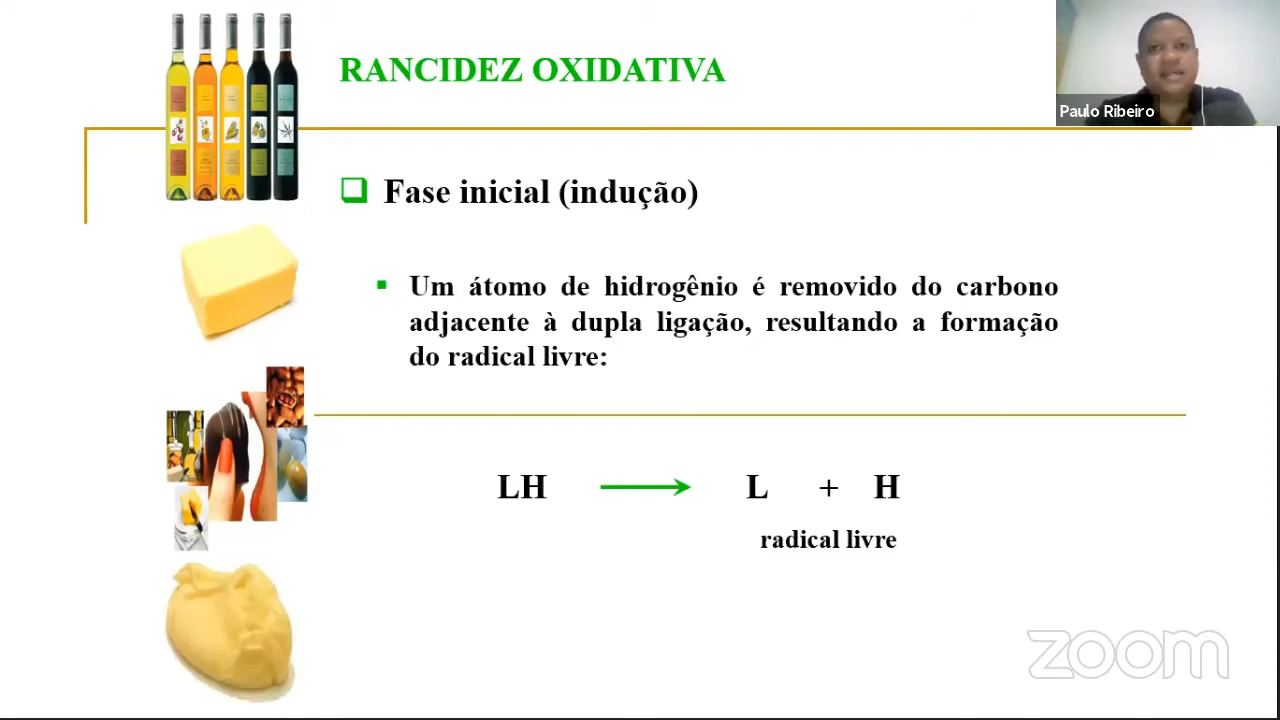 RANCIDEZ OXIDATIVA
Paulo Ribeiro
Fase inicial (indução)
Um átomo de hidrogênio é removido do carbono
adjacente à dupla ligação, resultando a formação
do radical livre:
LH L + H
radical livre
zoom